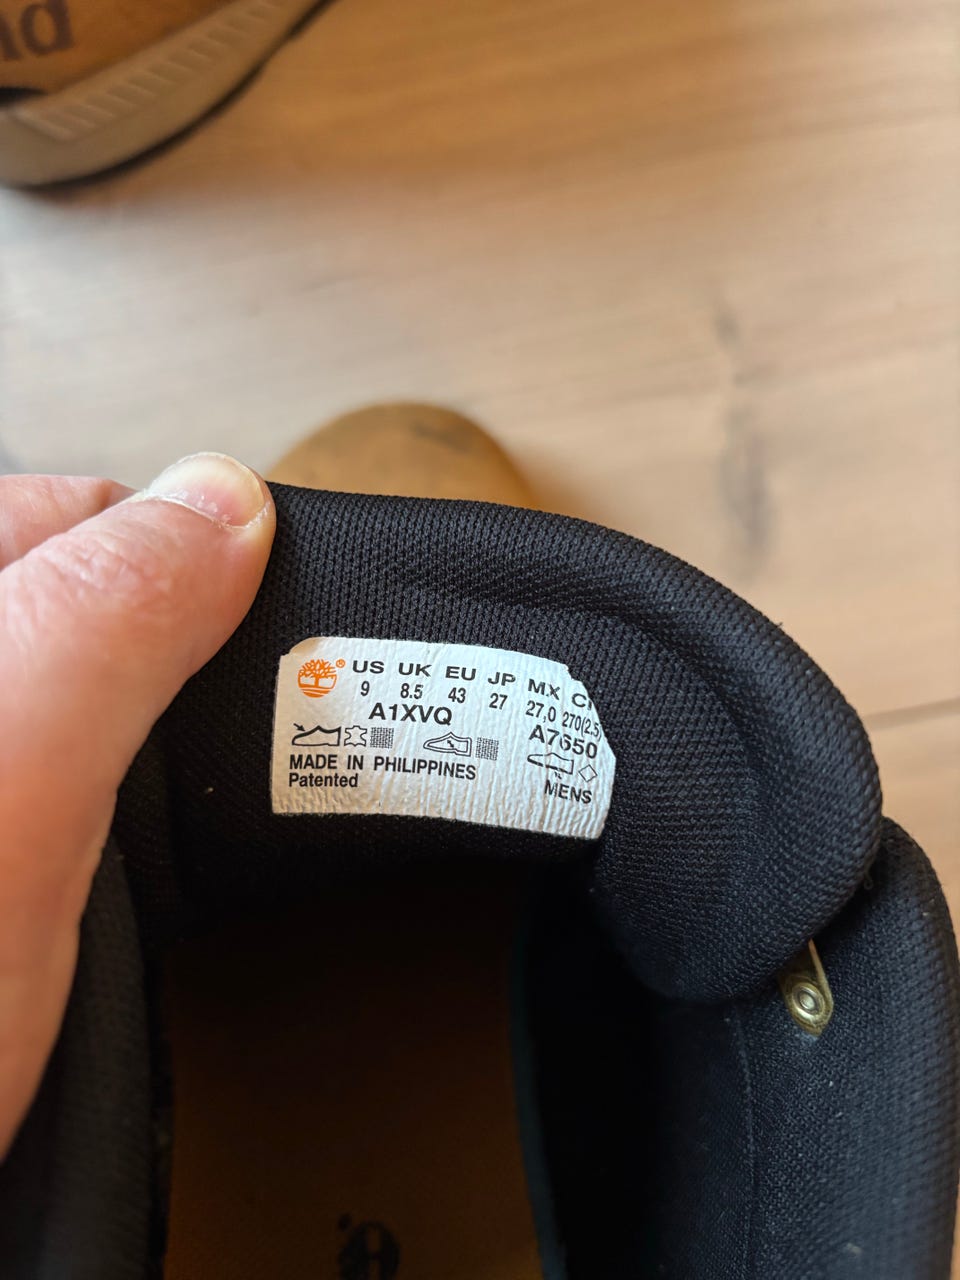 nd
® US UK EU JP MX
9 8.5 43 27 27,0 270(2.5)
A1XVQ A7650
MADE IN PHILIPPINES
Patented MENS